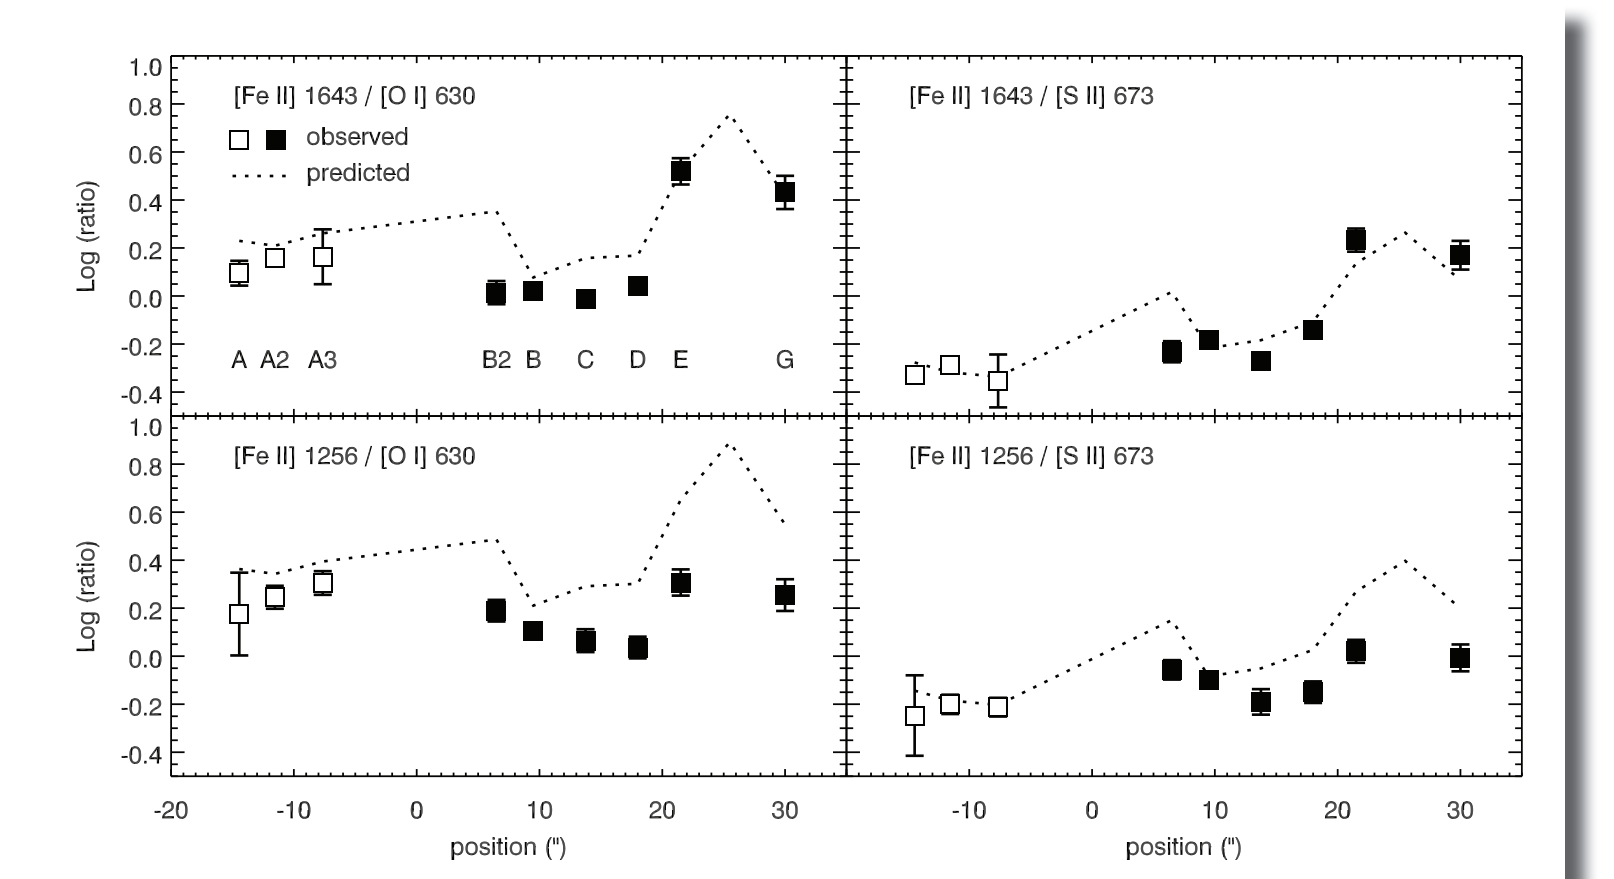 [Fe II] 1643 / [O I] 630
observed
predicted
Log (ratio)
1.0
0.8
0.6
0.4
0.2
0.0
-0.2
-0.4
A A2 A3 B2 B C D E G
[Fe II] 1643 / [S II] 673
[Fe II] 1256 / [O I] 630
Log (ratio)
1.0
0.8
0.6
0.4
0.2
0.0
-0.2
-0.4
[Fe II] 1256 / [S II] 673
-20 -10 0 10 20 30
position (")
-10 0 10 20 30
position (")